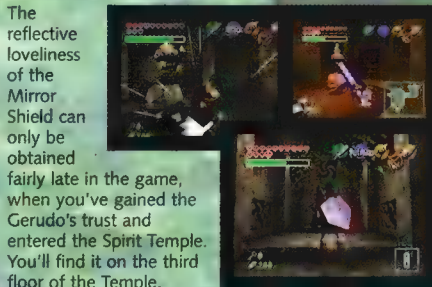 The
reflective
loveliness
of the
Mirror
Shield can
only be
obtained
fairly late in the game,
when you've gained the
Gerudo's trust and
entered the Spirit Temple.
You'll find it on the third
floor of the Temple.